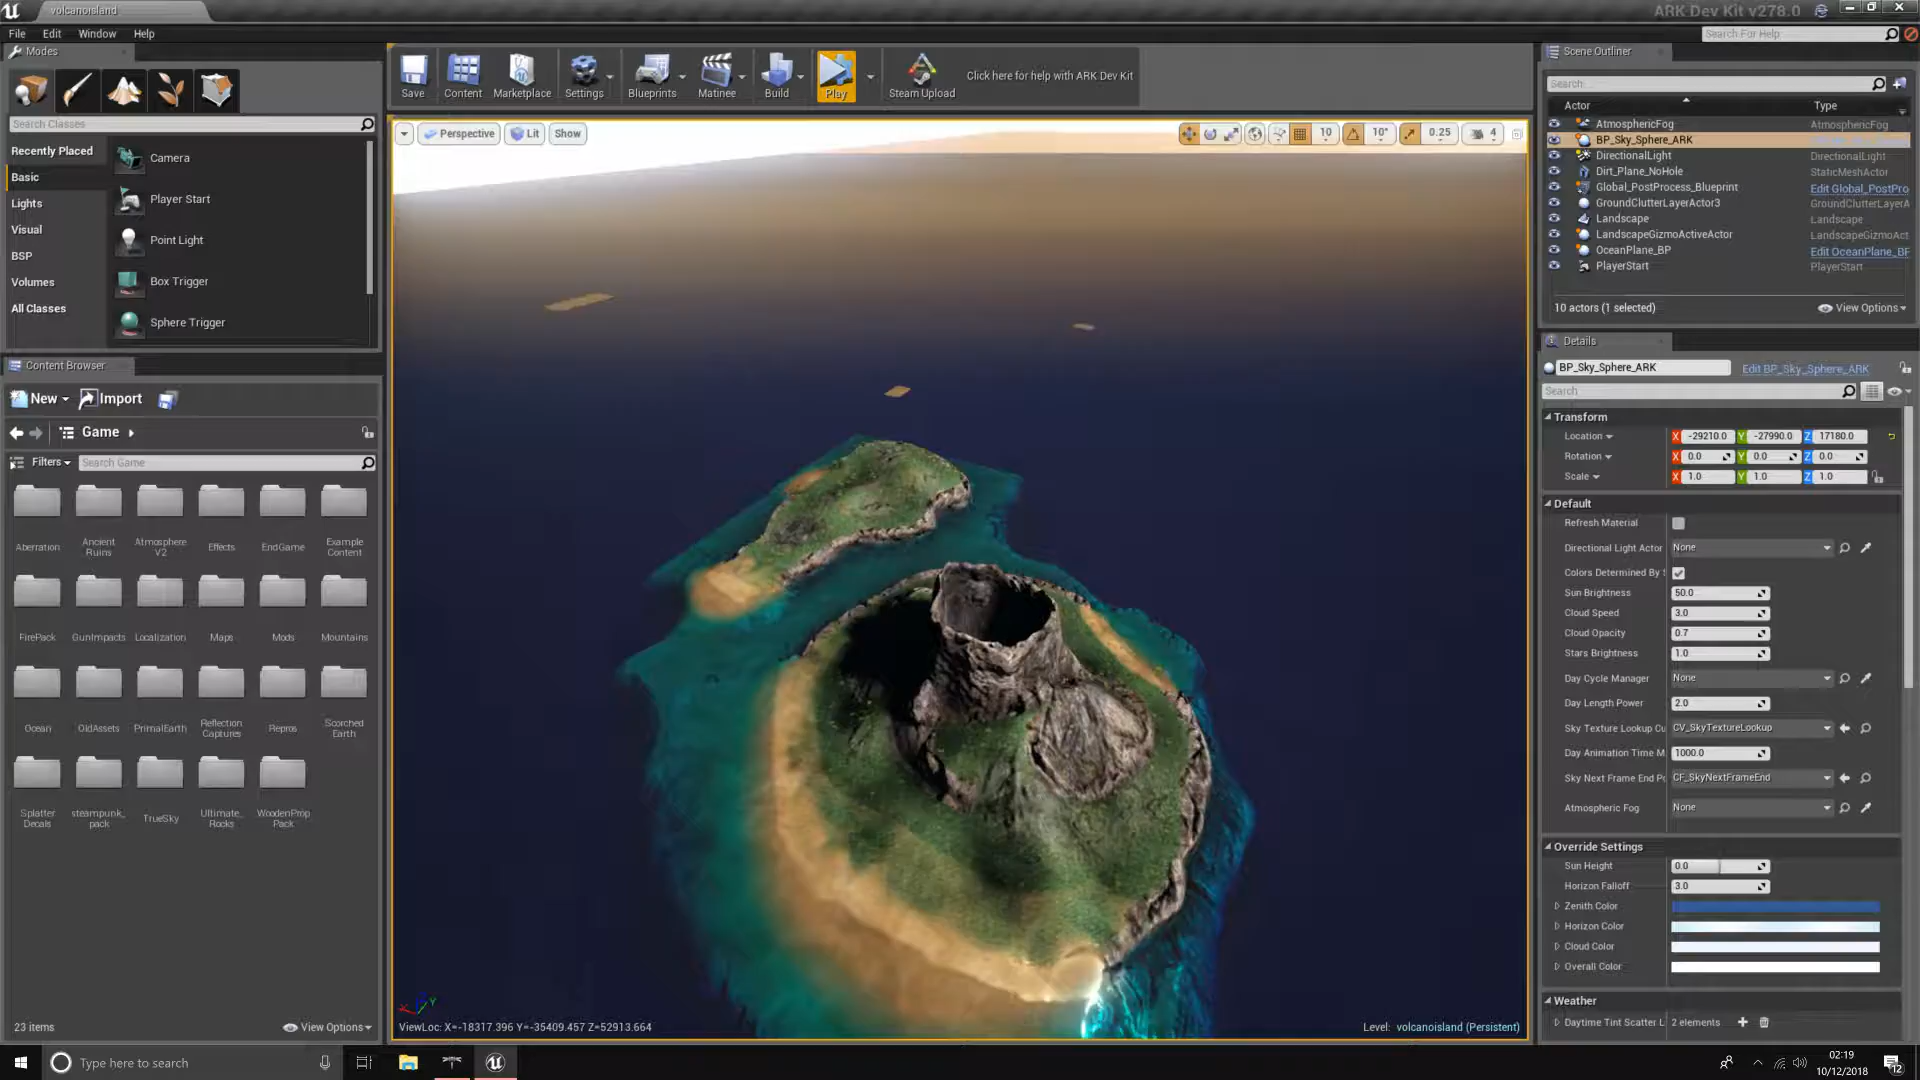 volcanoisland
ARK Dev Kit v278.0
File Edit Window Help
Search For Help
Modes
Save Content Marketplace Settings Blueprints Matinee Build Play Steam Upload
Click here for help with ARK Dev Kit
Search Classes
Recently Placed
Basic
Lights
Visual
BSP
Volumes
All Classes
Camera
Player Start
Point Light
Box Trigger
Sphere Trigger
Content Browser
New Import
Game
Filters Search Game
Aberration
Ancient Ruins
Atmosphere V2
Effects
EndGame
Example Content
FirePack
GunImpacts
Localization
Maps
Mods
Mountains
Ocean
OldAssets
PrimalEarth
Reflection Captures
Repros
Scorched Earth
Splatter Decals
steampunk_ pack
TrueSky
Ultimate_ Rocks
WoodenProp Pack
23 items View Options
Perspective Lit Show
10 10° 0.25 4
ViewLoc: X=-18317.396 Y=-35409.457 Z=52913.664
Level: volcanoisland (Persistent)
Scene Outliner
Search...
Actor Type
AtmosphericFog AtmosphericFog
BP_Sky_Sphere_ARK
DirectionalLight DirectionalLight
Dirt_Plane_NoHole StaticMeshActor
Global_PostProcess_Blueprint Edit Global_PostPro
GroundClutterLayerActor3 GroundClutterLayerA
Landscape Landscape
LandscapeGizmoActiveActor LandscapeGizmoAct
OceanPlane_BP Edit OceanPlane_BP
PlayerStart PlayerStart
10 actors (1 selected) View Options
Details
BP_Sky_Sphere_ARK Edit BP_Sky_Sphere_ARK
Search
Transform
Location X -29210.0 Y -27990.0 Z 17180.0
Rotation X 0.0 Y 0.0 Z 0.0
Scale X 1.0 Y 1.0 Z 1.0
Default
Refresh Material
Directional Light Actor None
Colors Determined By S
Sun Brightness 50.0
Cloud Speed 3.0
Cloud Opacity 0.7
Stars Brightness 1.0
Day Cycle Manager None
Day Length Power 2.0
Sky Texture Lookup Cu CV_SkyTextureLookup
Day Animation Time M 1000.0
Sky Next Frame End Po CF_SkyNextFrameEnd
Atmospheric Fog None
Override Settings
Sun Height 0.0
Horizon Falloff 3.0
Zenith Color
Horizon Color
Cloud Color
Overall Color
Weather
Daytime Tint Scatter L 2 elements
Type here to search
02:19
10/12/2018
12